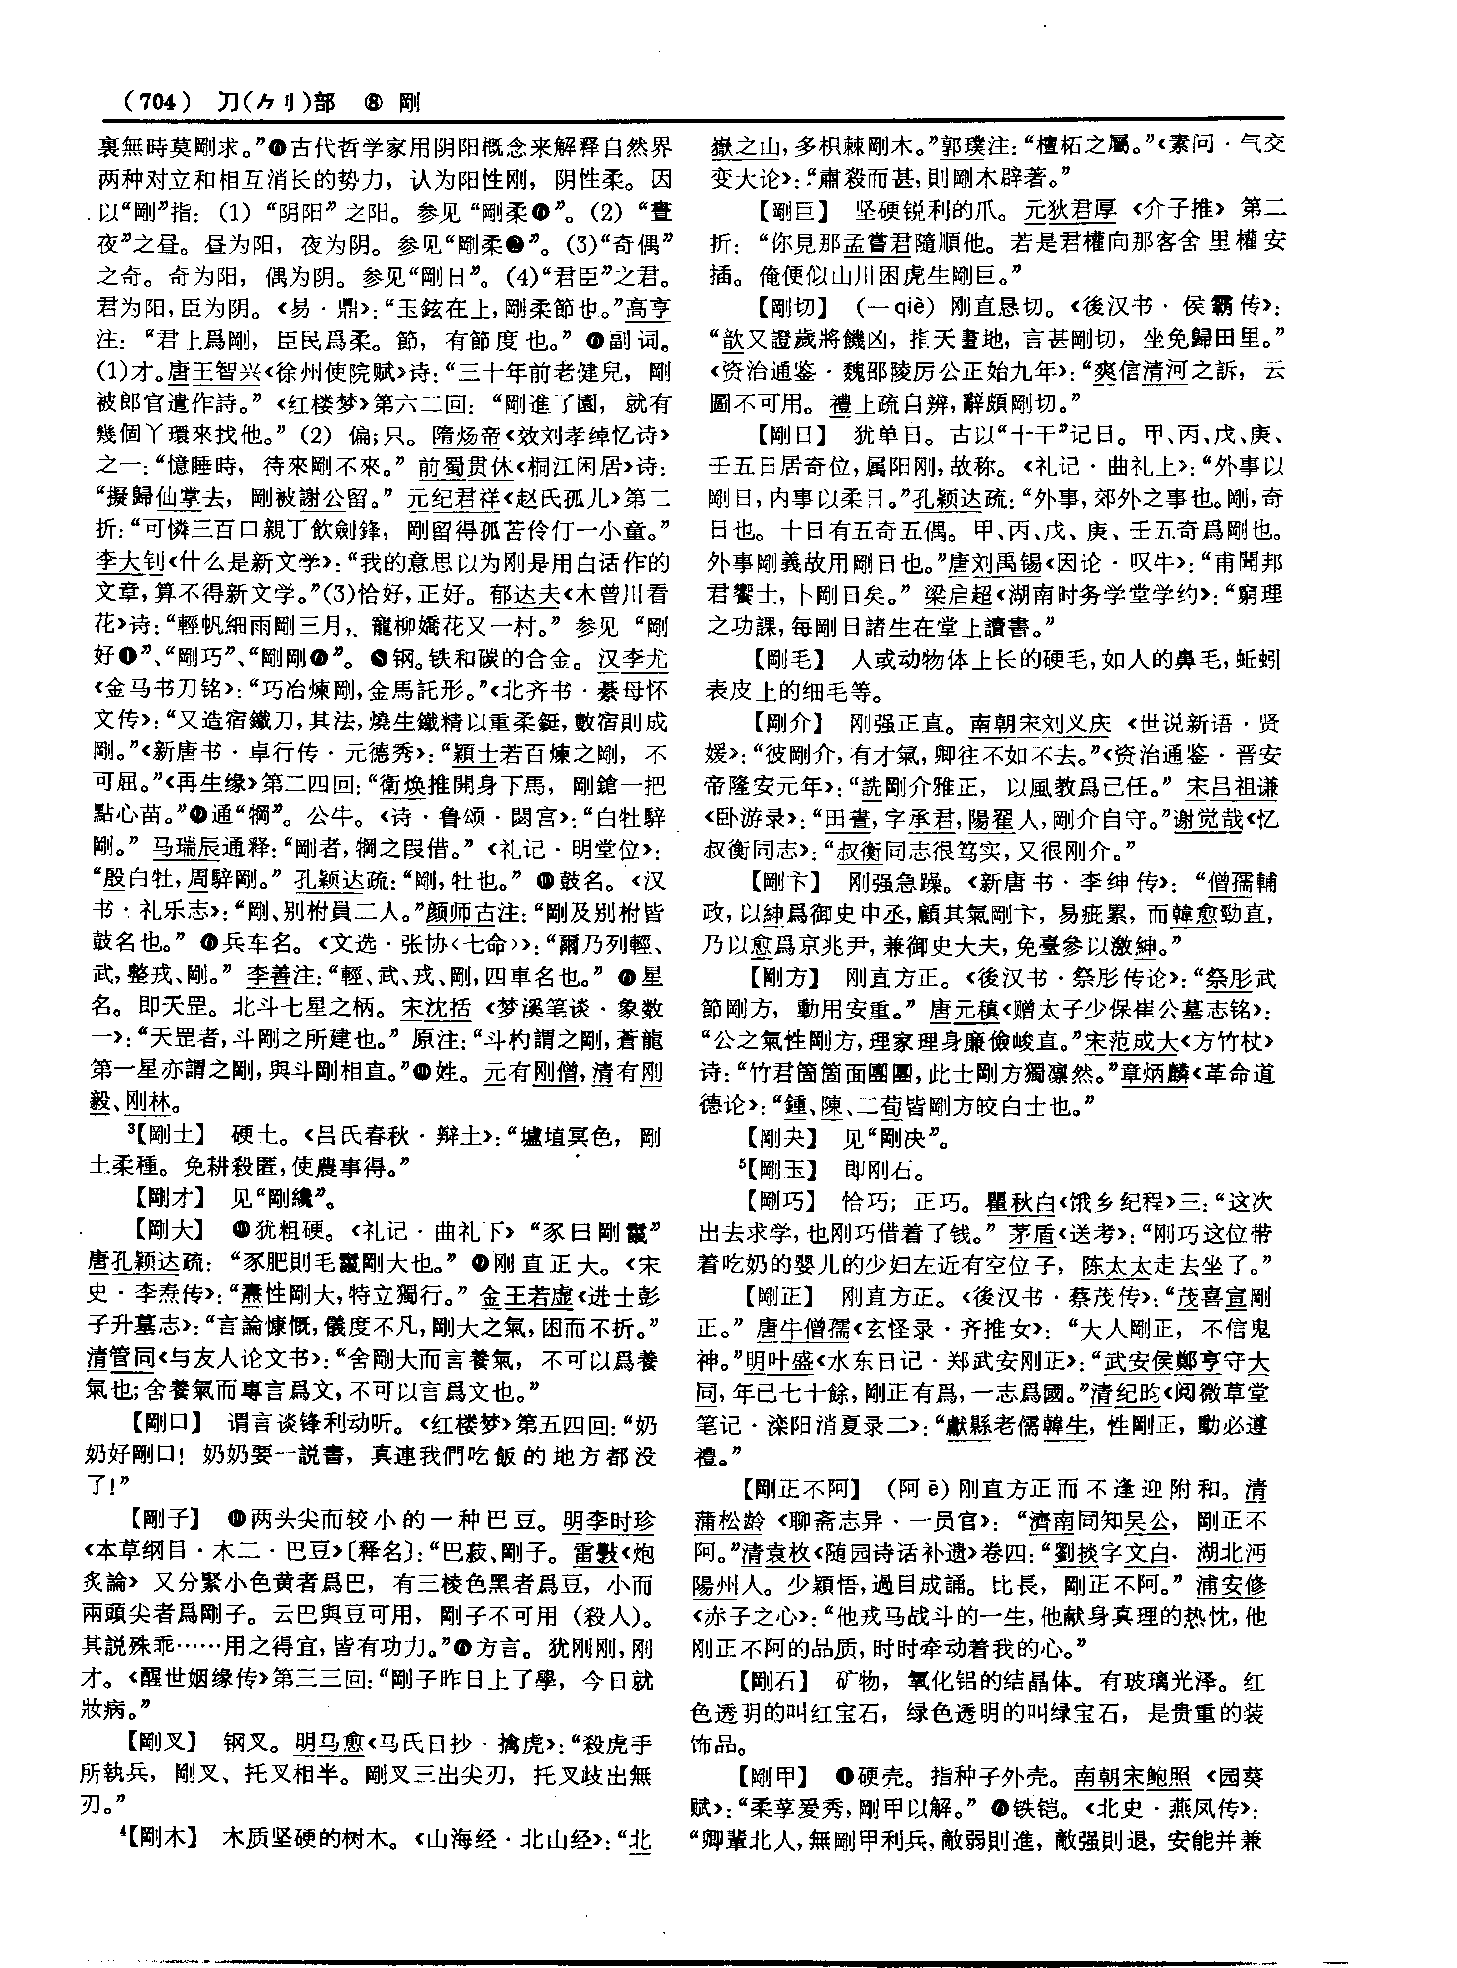 (704) 刀(⺈刂)部 ⑧ 剛
裏無時莫剛求。”❻古代哲学家用阴阳概念来解释自然界
两种对立和相互消长的势力，认为阳性刚，阴性柔。因
以“剛”指：(1)“阴阳”之阳。参见“剛柔❶”。(2)“晝
夜”之昼。昼为阳，夜为阴。参见“剛柔❷”。(3)“奇偶”
之奇。奇为阳，偶为阴。参见“剛日”。(4)“君臣”之君。
君为阳，臣为阴。《易·鼎》：“玉鉉在上，剛柔節也。”高亨
注：“君上爲剛，臣民爲柔。節，有節度也。”❼副词。
(1)才。唐王智兴《徐州使院赋》诗：“三十年前老健兒，剛
被郎官遣作詩。”《红楼梦》第六二回：“剛進了園，就有
幾個丫環來找他。”(2)偏；只。隋炀帝《效刘孝绰忆诗》
之一：“憶睡時，待來剛不來。”前蜀贯休《桐江闲居》诗：
“擬歸仙掌去，剛被謝公留。”元纪君祥《赵氏孤儿》第二
折：“可憐三百口親丁飲劍鋒，剛留得孤苦伶仃一小童。”
李大钊《什么是新文学》：“我的意思以为刚是用白话作的
文章，算不得新文学。”(3)恰好，正好。郁达夫《木曾川看
花》诗：“輕帆細雨剛三月，寵柳嬌花又一村。”参见“剛
好❶”、“剛巧”、“剛剛❶”。❽钢。铁和碳的合金。汉李尤
《金马书刀铭》：“巧冶煉剛，金馬託形。”《北齐书·綦母怀
文传》：“又造宿鐵刀，其法，燒生鐵精以重柔鋌，數宿則成
剛。”《新唐书·卓行传·元德秀》：“穎士若百煉之剛，不
可屈。”《再生缘》第二四回：“衛焕推開身下馬，剛鎗一把
點心苗。”❾通“犅”。公牛。《诗·鲁颂·閟宫》：“白牡騂
剛。”马瑞辰通释：“剛者，犅之叚借。”《礼记·明堂位》：
“殷白牡，周騂剛。”孔颖达疏：“剛，牡也。”❿鼓名。《汉
书·礼乐志》：“剛、别柎員二人。”颜师古注：“剛及别柎皆
鼓名也。”⓫兵车名。《文选·张协〈七命〉》：“爾乃列輕、
武，整戎、剛。”李善注：“輕、武、戎、剛，四車名也。”⓬星
名。即天罡。北斗七星之柄。宋沈括《梦溪笔谈·象数
一》：“天罡者，斗剛之所建也。”原注：“斗杓謂之剛，蒼龍
第一星亦謂之剛，與斗剛相直。”⓭姓。元有刚僧，清有刚
毅、刚林。
³【剛土】 硬土。《吕氏春秋·辩土》：“壚埴冥色，剛
土柔種。免耕殺匿，使農事得。”
【剛才】 见“剛纔”。
【剛大】 ❶犹粗硬。《礼记·曲礼下》“豕曰剛鬣”
唐孔颖达疏：“豕肥則毛鬣剛大也。”❷刚直正大。《宋
史·李焘传》：“燾性剛大，特立獨行。”金王若虚《进士彭
子升墓志》：“言論慷慨，儀度不凡，剛大之氣，困而不折。”
清管同《与友人论文书》：“舍剛大而言養氣，不可以爲養
氣也；舍養氣而專言爲文，不可以言爲文也。”
【剛口】 谓言谈锋利动听。《红楼梦》第五四回：“奶
奶好剛口！奶奶要一説書，真連我們吃飯的地方都没
了！”
【剛子】 ❶两头尖而较小的一种巴豆。明李时珍
《本草纲目·木二·巴豆》〔释名〕：“巴菽、剛子。雷斅《炮
炙論》又分緊小色黄者爲巴，有三棱色黑者爲豆，小而
兩頭尖者爲剛子。云巴與豆可用，剛子不可用（殺人）。
其説殊乖……用之得宜，皆有功力。”❷方言。犹刚刚，刚
才。《醒世姻缘传》第三三回：“剛子昨日上了學，今日就
妝病。”
【剛叉】 钢叉。明马愈《马氏日抄·擒虎》：“殺虎手
所執兵，剛叉、托叉相半。剛叉三出尖刃，托叉歧出無
刃。”
⁴【剛木】 木质坚硬的树木。《山海经·北山经》：“北
嶽之山，多枳棘剛木。”郭璞注：“檀柘之屬。”《素问·气交
变大论》：“肅殺而甚，則剛木辟著。”
【剛巨】 坚硬锐利的爪。元狄君厚《介子推》第二
折：“你見那孟嘗君隨順他。若是君權向那客舍里權安
插。俺便似山川困虎生剛巨。”
【剛切】 （一qiè）刚直恳切。《後汉书·侯霸传》：
“歆又證歲將饑凶，指天畫地，言甚剛切，坐免歸田里。”
《资治通鉴·魏邵陵厉公正始九年》：“爽信清河之訴，云
圖不可用。禮上疏自辨，辭頗剛切。”
【剛日】 犹单日。古以“十干”记日。甲、丙、戊、庚、
壬五日居奇位，属阳刚，故称。《礼记·曲礼上》：“外事以
剛日，内事以柔日。”孔颖达疏：“外事，郊外之事也。剛，奇
日也。十日有五奇五偶。甲、丙、戊、庚、壬五奇爲剛也。
外事剛義故用剛日也。”唐刘禹锡《因论·叹牛》：“甫聞邦
君饗士，卜剛日矣。”梁启超《湖南时务学堂学约》：“窮理
之功課，每剛日諸生在堂上讀書。”
【剛毛】 人或动物体上长的硬毛，如人的鼻毛，蚯蚓
表皮上的细毛等。
【剛介】 刚强正直。南朝宋刘义庆《世说新语·贤
媛》：“彼剛介，有才氣，卿往不如不去。”《资治通鉴·晋安
帝隆安元年》：“詵剛介雅正，以風教爲己任。”宋吕祖谦
《卧游录》：“田晝，字承君，陽翟人，剛介自守。”谢觉哉《忆
叔衡同志》：“叔衡同志很笃实，又很刚介。”
【剛卞】 刚强急躁。《新唐书·李绅传》：“僧孺輔
政，以紳爲御史中丞，顧其氣剛卞，易疵累，而韓愈勁直，
乃以愈爲京兆尹，兼御史大夫，免臺參以激紳。”
【剛方】 刚直方正。《後汉书·祭肜传论》：“祭肜武
節剛方，動用安重。”唐元稹《赠太子少保崔公墓志铭》：
“公之氣性剛方，理家理身廉儉峻直。”宋范成大《方竹杖》
诗：“竹君箇箇面團團，此士剛方獨凛然。”章炳麟《革命道
德论》：“鍾、陳、二荀皆剛方皎白士也。”
【剛夬】 见“剛决”。
⁵【剛玉】 即刚石。
【剛巧】 恰巧；正巧。瞿秋白《饿乡纪程》三：“这次
出去求学，也刚巧借着了钱。”茅盾《送考》：“刚巧这位带
着吃奶的婴儿的少妇左近有空位子，陈太太走去坐了。”
【剛正】 刚直方正。《後汉书·蔡茂传》：“茂喜宣剛
正。”唐牛僧孺《玄怪录·齐推女》：“大人剛正，不信鬼
神。”明叶盛《水东日记·郑武安刚正》：“武安侯鄭亨守大
同，年已七十餘，剛正有爲，一志爲國。”清纪昀《阅微草堂
笔记·滦阳消夏录二》：“獻縣老儒韓生，性剛正，動必遵
禮。”
【剛正不阿】 （阿ē）刚直方正而不逢迎附和。清
蒲松龄《聊斋志异·一员官》：“濟南同知吴公，剛正不
阿。”清袁枚《随园诗话补遗》卷四：“劉掞字文白，湖北沔
陽州人。少穎悟，過目成誦。比長，剛正不阿。”浦安修
《赤子之心》：“他戎马战斗的一生，他献身真理的热忱，他
刚正不阿的品质，时时牵动着我的心。”
【剛石】 矿物，氧化铝的结晶体。有玻璃光泽。红
色透明的叫红宝石，绿色透明的叫绿宝石，是贵重的装
饰品。
【剛甲】 ❶硬壳。指种子外壳。南朝宋鲍照《园葵
赋》：“柔莩爰秀，剛甲以解。”❷铁铠。《北史·燕凤传》：
“卿輩北人，無剛甲利兵，敵弱則進，敵强則退，安能并兼